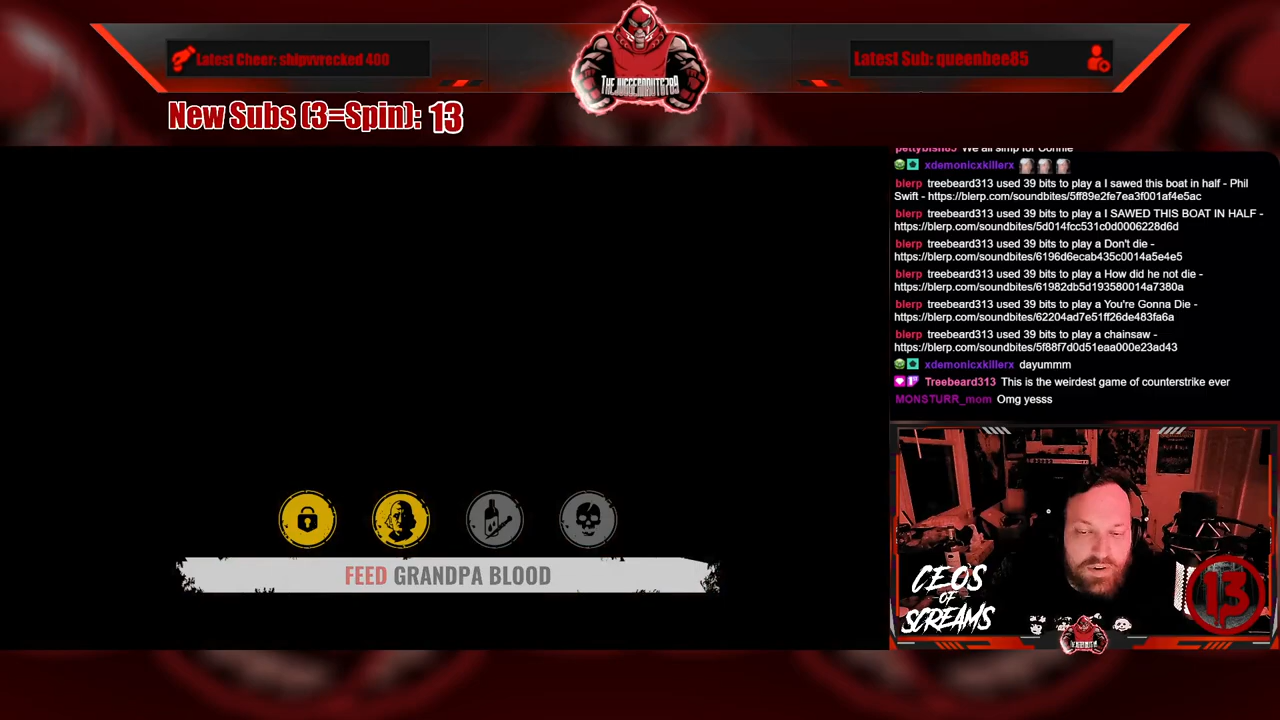 Latest Cheer: shipvvrecked 400
THEJUGGERNAUT6789
Latest Sub: queenbee85
New Subs (3=Spin): 13
pettybish85 We all simp for Connie
xdemonicxkillerx
blerp treebeard313 used 39 bits to play a I sawed this boat in half - Phil
Swift - https://blerp.com/soundbites/5ff89e2fe7ea3f001af4e5ac
blerp treebeard313 used 39 bits to play a I SAWED THIS BOAT IN HALF -
https://blerp.com/soundbites/5d014fcc531c0d0006228d6d
blerp treebeard313 used 39 bits to play a Don't die -
https://blerp.com/soundbites/6196d6ecab435c0014a5e4e5
blerp treebeard313 used 39 bits to play a How did he not die -
https://blerp.com/soundbites/61982db5d193580014a7380a
blerp treebeard313 used 39 bits to play a You're Gonna Die -
https://blerp.com/soundbites/62204ad7e51ff26de483fa6a
blerp treebeard313 used 39 bits to play a chainsaw -
https://blerp.com/soundbites/5f88f7d0d51eaa000e23ad43
xdemonicxkillerx dayummm
Treebeard313 This is the weirdest game of counterstrike ever
MONSTURR_mom Omg yesss
FEED GRANDPA BLOOD
CEOS
OF
SCREAMS
13